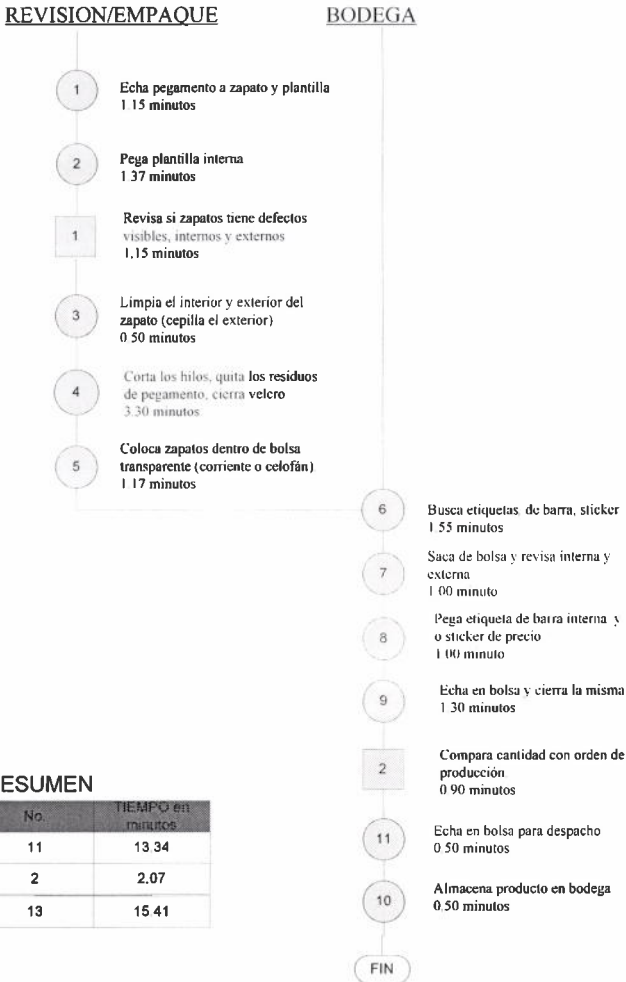 REVISION/EMPAQUE
BODEGA
1
Echa pegamento a zapato y plantilla
1.15 minutos
2
Pega plantilla interna
1.37 minutos
1
Revisa si zapatos tiene defectos
visibles, internos y externos
1.15 minutos
3
Limpia el interior y exterior del
zapato (cepilla el exterior)
0.50 minutos
4
Corta los hilos, quita los residuos
de pegamento, cierra velcro
3.30 minutos
5
Coloca zapatos dentro de bolsa
transparente (corriente o celofán)
1.17 minutos
6
Busca etiquetas, de barra, sticker
1.55 minutos
7
Saca de bolsa y revisa interna y
externa
1.00 minuto
8
Pega etiqueta de barra interna y
o sticker de precio
1.00 minuto
9
Echa en bolsa y cierra la misma
1.30 minutos
2
Compara cantidad con orden de
producción
0.90 minutos
11
Echa en bolsa para despacho
0.50 minutos
10
Almacena producto en bodega
0.50 minutos
FIN
ESUMEN
No. TIEMPO en
minutos
11 13.34
2 2.07
13 15.41